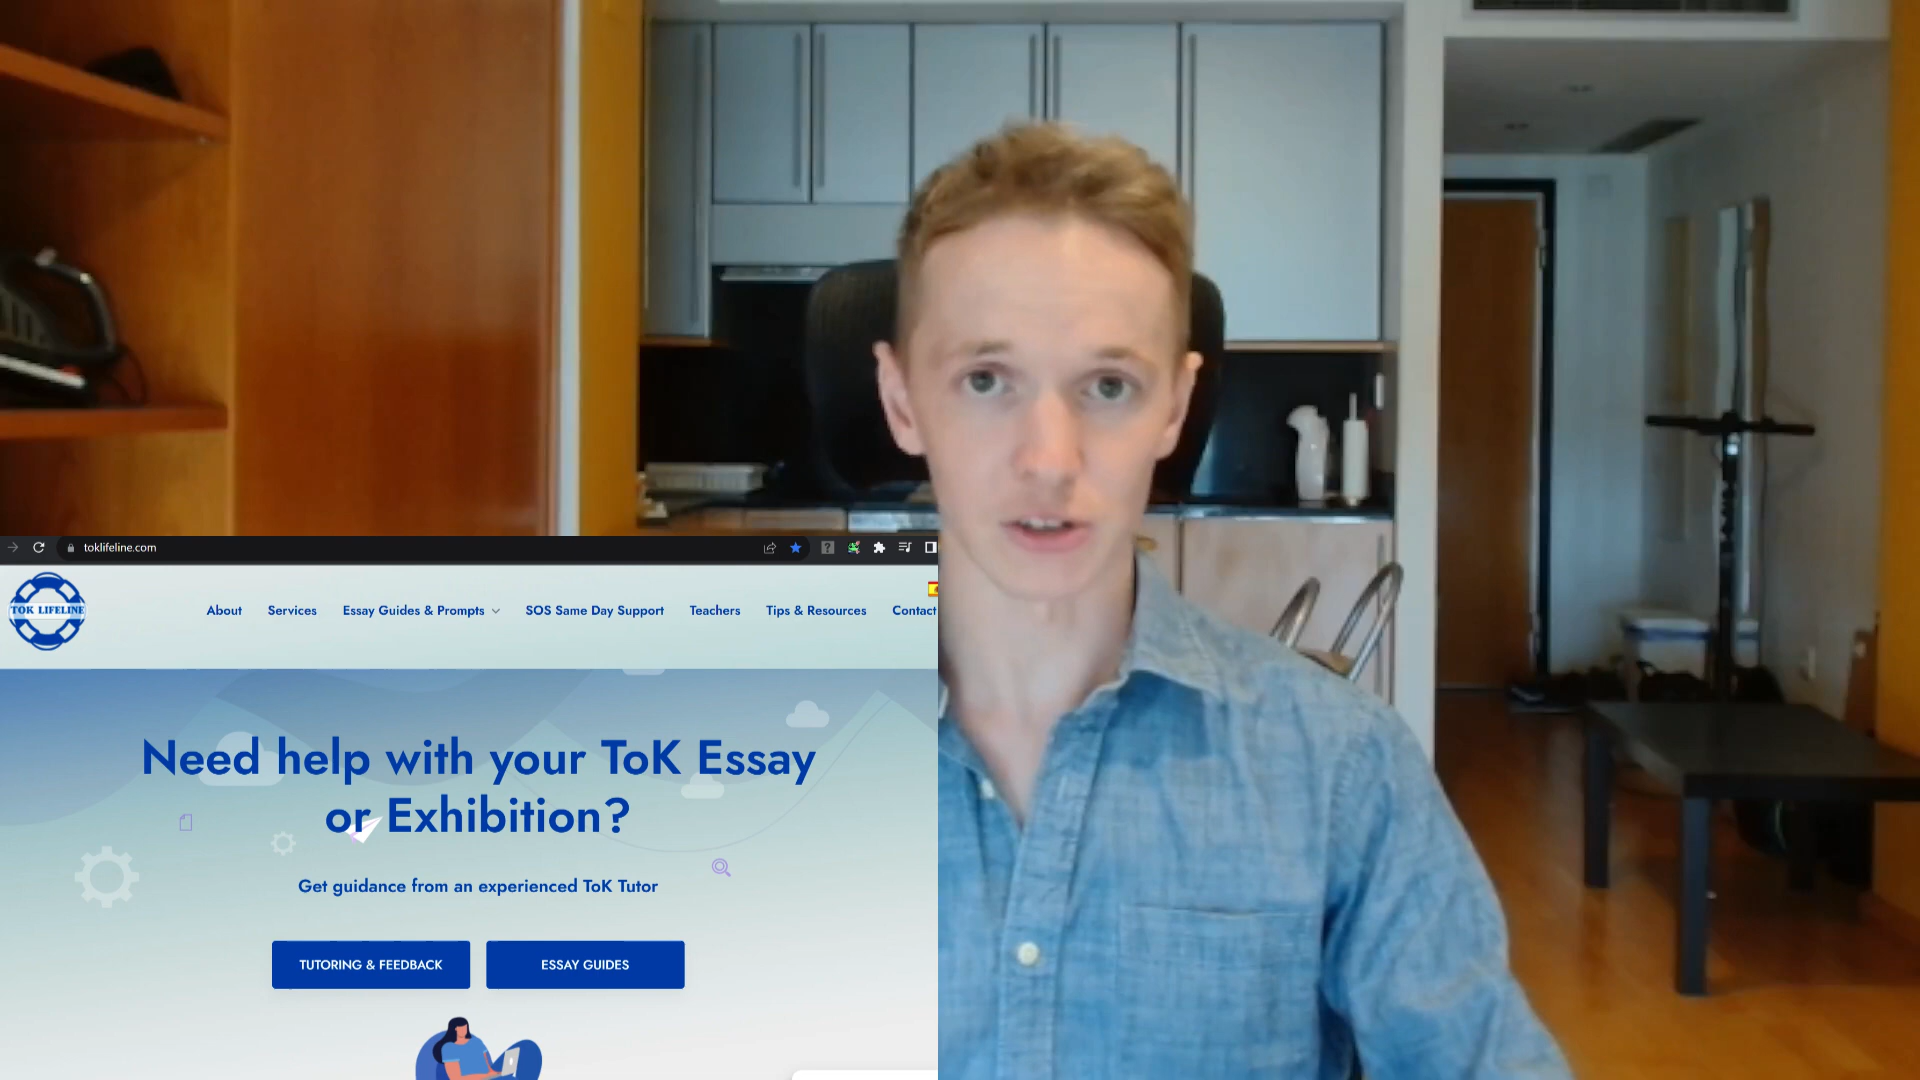 toklifeline.com
TOK LIFELINE
About Services Essay Guides & Prompts SOS Same Day Support Teachers Tips & Resources Contact
Need help with your ToK Essay
or Exhibition?
Get guidance from an experienced ToK Tutor
TUTORING & FEEDBACK ESSAY GUIDES